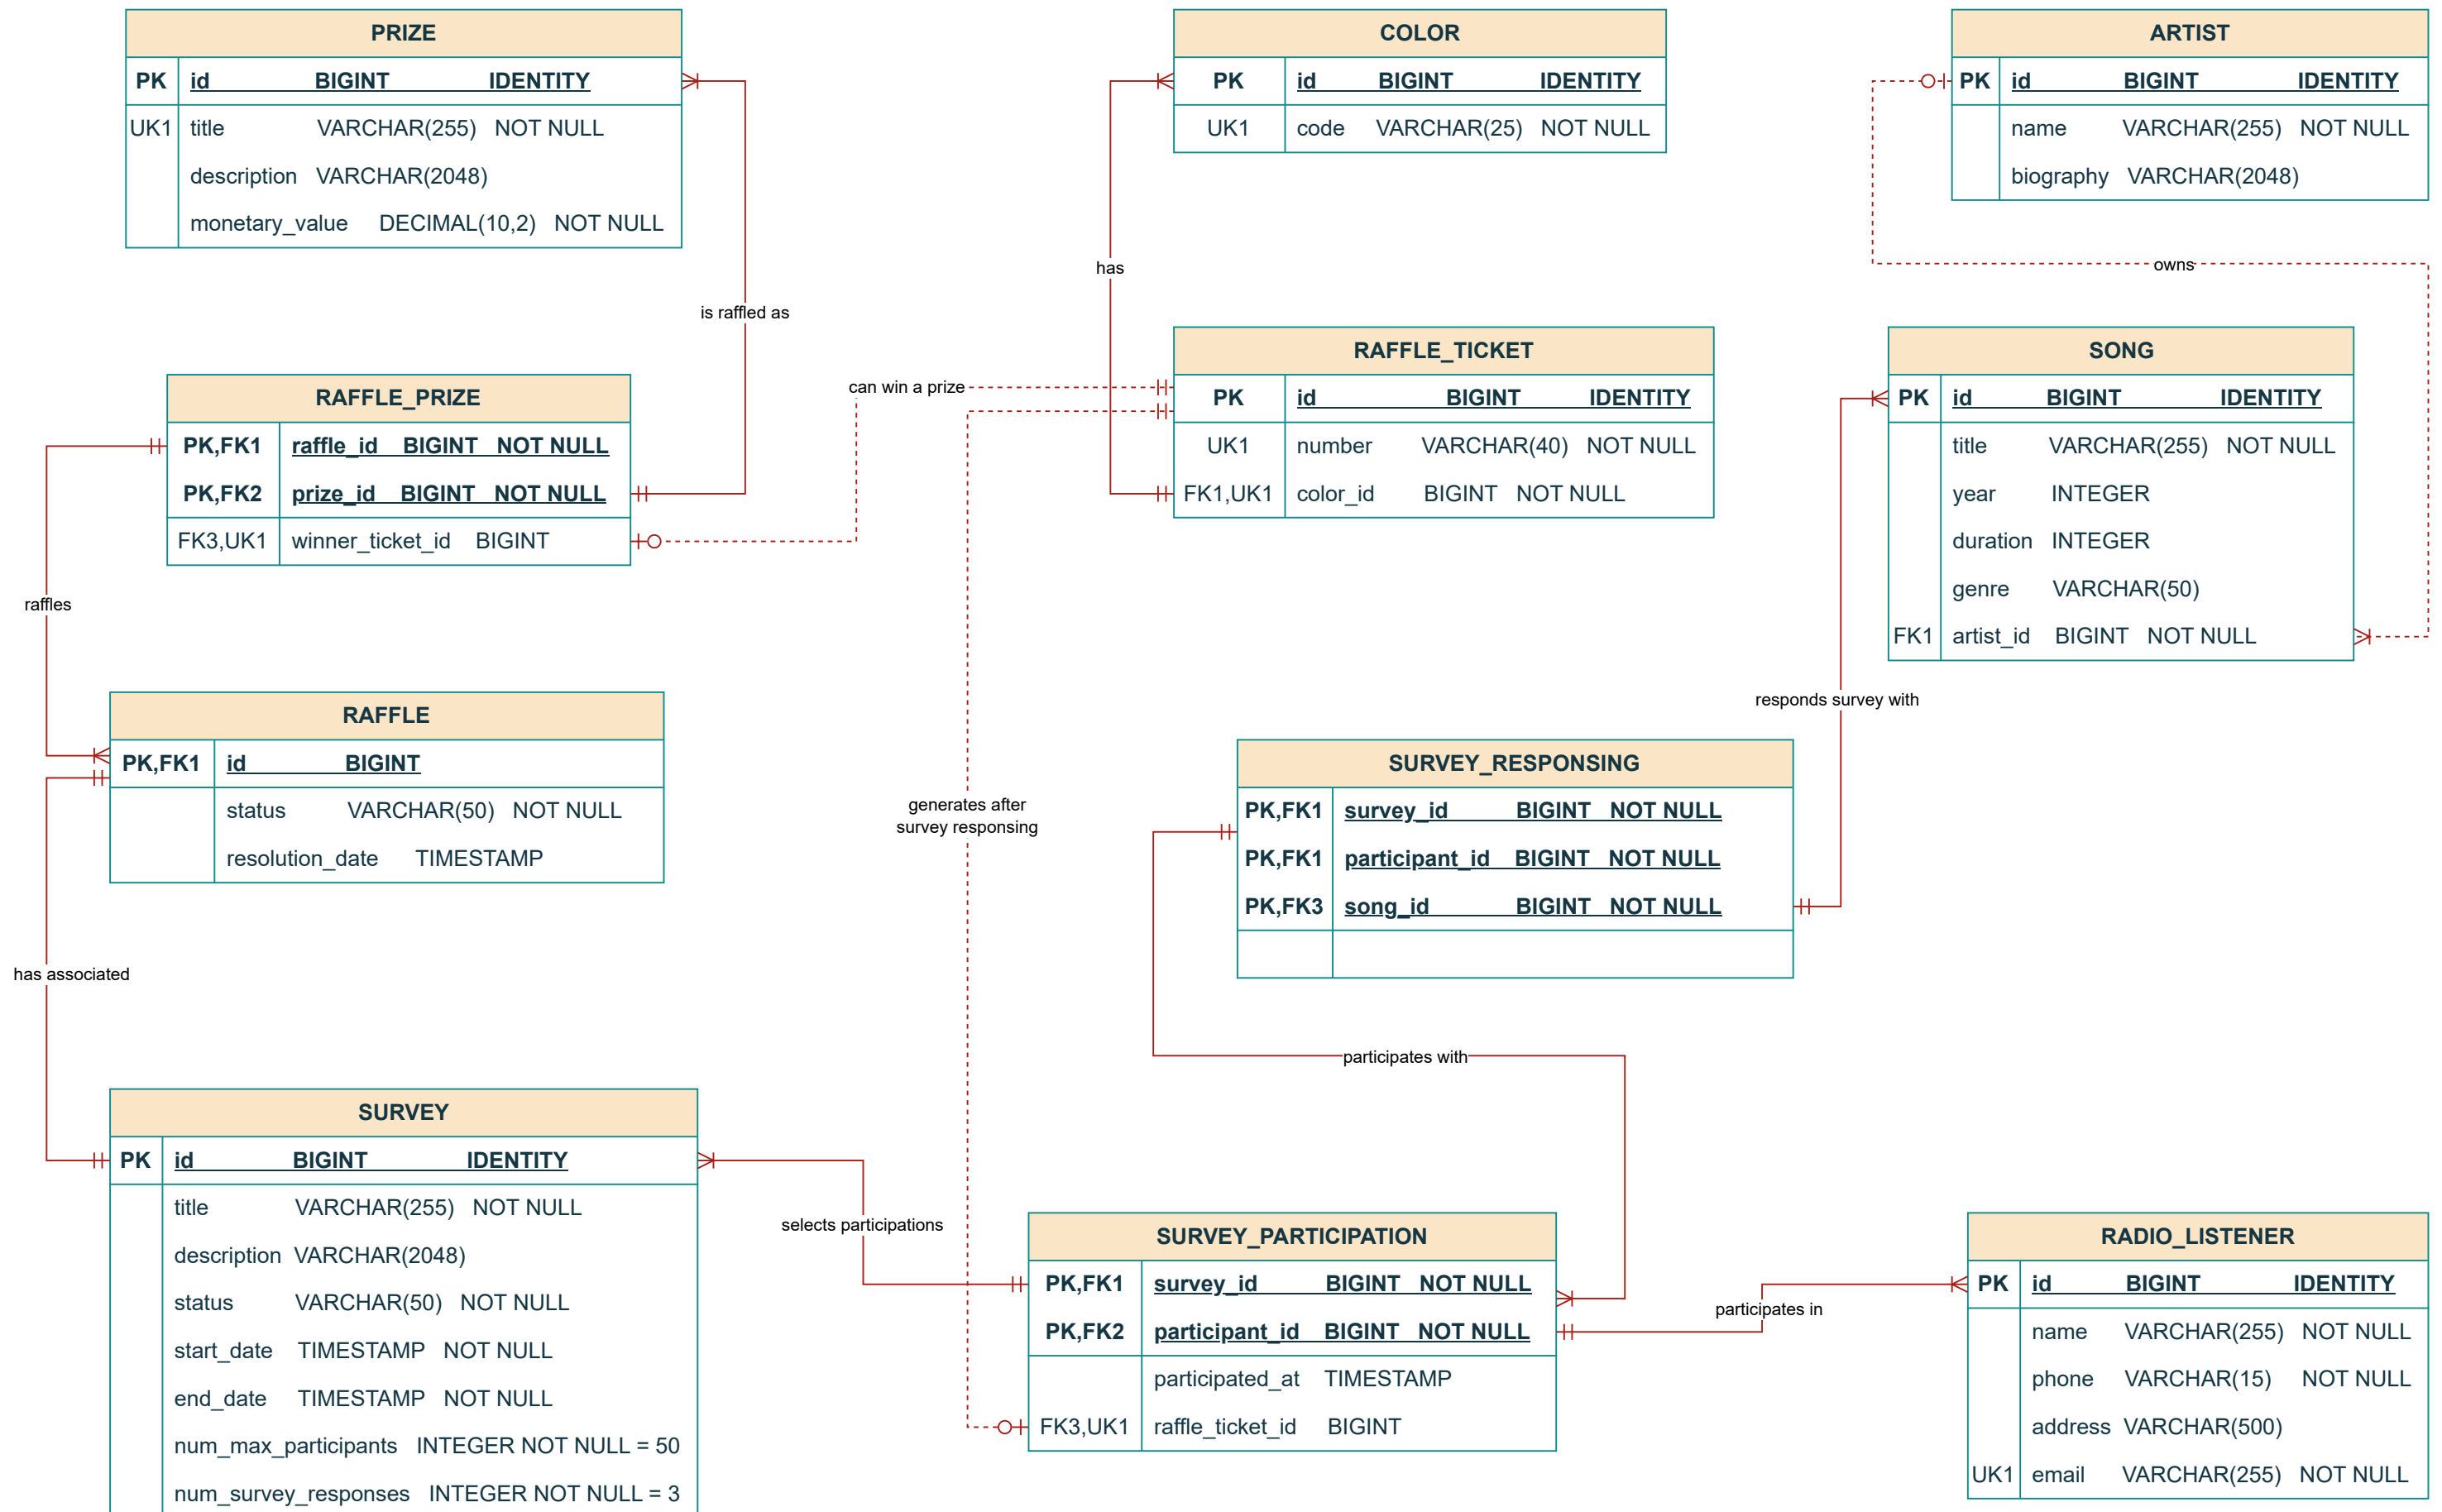 PRIZE
PK id BIGINT IDENTITY
UK1 title VARCHAR(255) NOT NULL
description VARCHAR(2048)
monetary_value DECIMAL(10,2) NOT NULL
is raffled as
RAFFLE_PRIZE
PK,FK1 raffle_id BIGINT NOT NULL
PK,FK2 prize_id BIGINT NOT NULL
FK3,UK1 winner_ticket_id BIGINT
raffles
RAFFLE
PK,FK1 id BIGINT
status VARCHAR(50) NOT NULL
resolution_date TIMESTAMP
has associated
SURVEY
PK id BIGINT IDENTITY
title VARCHAR(255) NOT NULL
description VARCHAR(2048)
status VARCHAR(50) NOT NULL
start_date TIMESTAMP NOT NULL
end_date TIMESTAMP NOT NULL
num_max_participants INTEGER NOT NULL = 50
num_survey_responses INTEGER NOT NULL = 3
COLOR
PK id BIGINT IDENTITY
UK1 code VARCHAR(25) NOT NULL
has
can win a prize
RAFFLE_TICKET
PK id BIGINT IDENTITY
UK1 number VARCHAR(40) NOT NULL
FK1,UK1 color_id BIGINT NOT NULL
generates after
survey responsing
SURVEY_RESPONSING
PK,FK1 survey_id BIGINT NOT NULL
PK,FK1 participant_id BIGINT NOT NULL
PK,FK3 song_id BIGINT NOT NULL
participates with
selects participations
SURVEY_PARTICIPATION
PK,FK1 survey_id BIGINT NOT NULL
PK,FK2 participant_id BIGINT NOT NULL
participated_at TIMESTAMP
FK3,UK1 raffle_ticket_id BIGINT
ARTIST
PK id BIGINT IDENTITY
name VARCHAR(255) NOT NULL
biography VARCHAR(2048)
owns
SONG
PK id BIGINT IDENTITY
title VARCHAR(255) NOT NULL
year INTEGER
duration INTEGER
genre VARCHAR(50)
FK1 artist_id BIGINT NOT NULL
responds survey with
participates in
RADIO_LISTENER
PK id BIGINT IDENTITY
name VARCHAR(255) NOT NULL
phone VARCHAR(15) NOT NULL
address VARCHAR(500)
UK1 email VARCHAR(255) NOT NULL